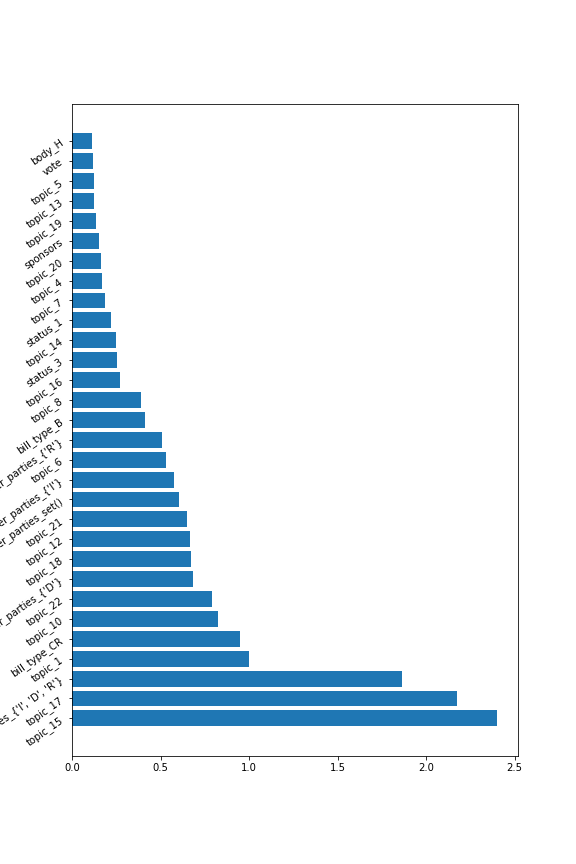 body_H
vote
topic_5
topic_13
topic_19
sponsors
topic_20
topic_4
topic_7
status_1
topic_14
status_3
topic_16
topic_8
bill_type_B
er_parties_{'R'}
topic_6
er_parties_{'I'}
er_parties_set()
topic_21
topic_12
topic_18
r_parties_{'D'}
topic_22
topic_10
bill_type_CR
topic_1
es_{'I', 'D', 'R'}
topic_17
topic_15
0.0 0.5 1.0 1.5 2.0 2.5